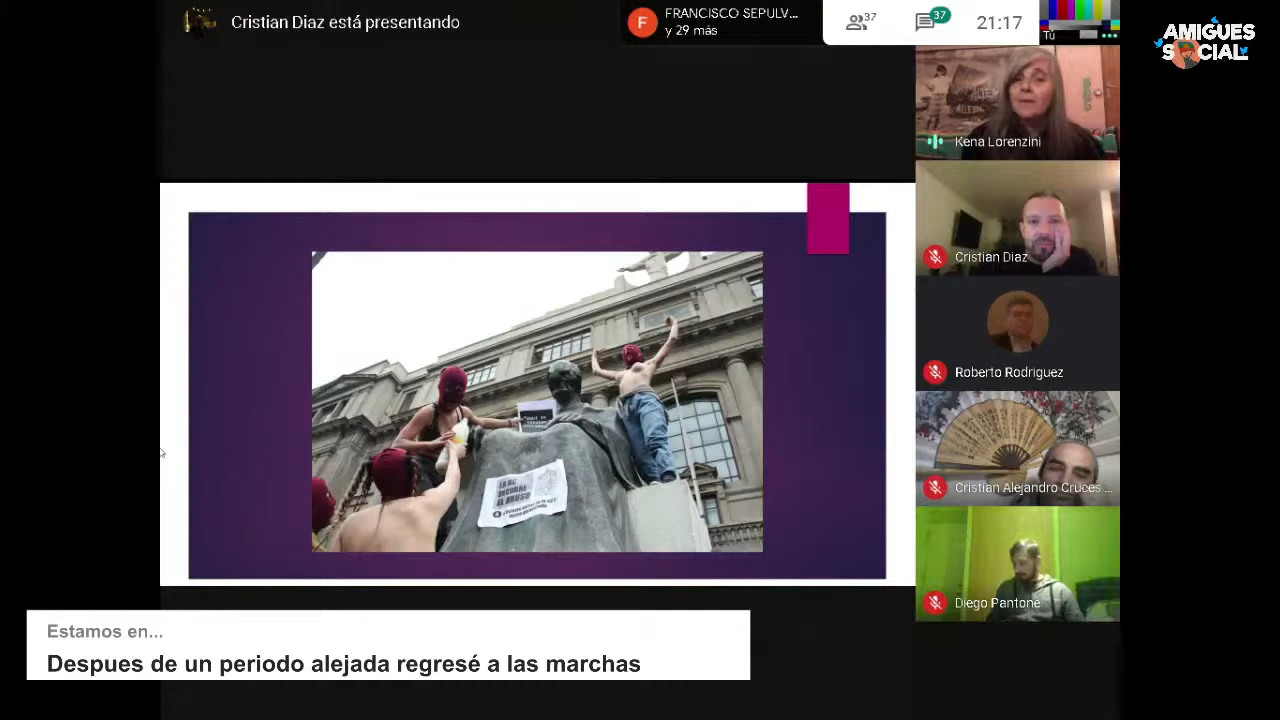 Cristian Diaz está presentando
F
FRANCISCO SEPULV...
y 29 más
37
37
21:17
Tú
AMIGUES
SOCIAL
Kena Lorenzini
Cristian Diaz
Roberto Rodriguez
Cristian Alejandro Cruces ...
Diego Pantone
LA UC
ENCUBRE
EL ABUSO
Estamos en...
Despues de un periodo alejada regresé a las marchas